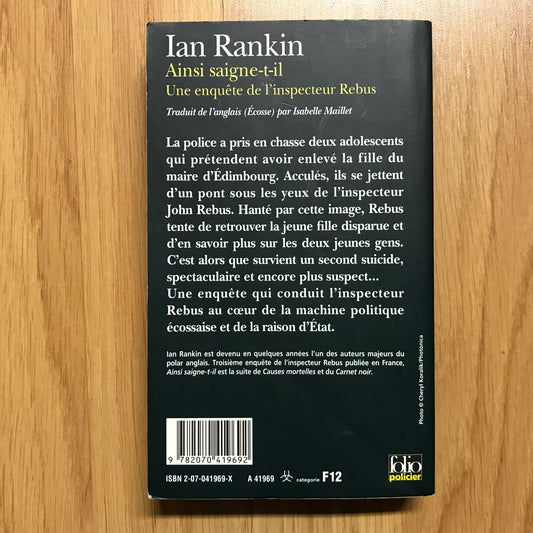 Ian Rankin
Ainsi saigne-t-il
Une enquête de l'inspecteur Rebus
Traduit de l'anglais (Écosse) par Isabelle Maillet
La police a pris en chasse deux adolescents
qui prétendent avoir enlevé la fille du
maire d'Édimbourg. Acculés, ils se jettent
d'un pont sous les yeux de l'inspecteur
John Rebus. Hanté par cette image, Rebus
tente de retrouver la jeune fille disparue et
d'en savoir plus sur les deux jeunes gens.
C'est alors que survient un second suicide,
spectaculaire et encore plus suspect...
Une enquête qui conduit l'inspecteur
Rebus au cœur de la machine politique
écossaise et de la raison d'État.
Ian Rankin est devenu en quelques années l'un des auteurs majeurs du
polar anglais. Troisième enquête de l'inspecteur Rebus publiée en France,
Ainsi saigne-t-il est la suite de Causes mortelles et du Carnet noir.
Photo © Cheryl Koralik/Photonica
9 782070 419692
ISBN 2-07-041969-X A 41969 catégorie F12
folio
policier